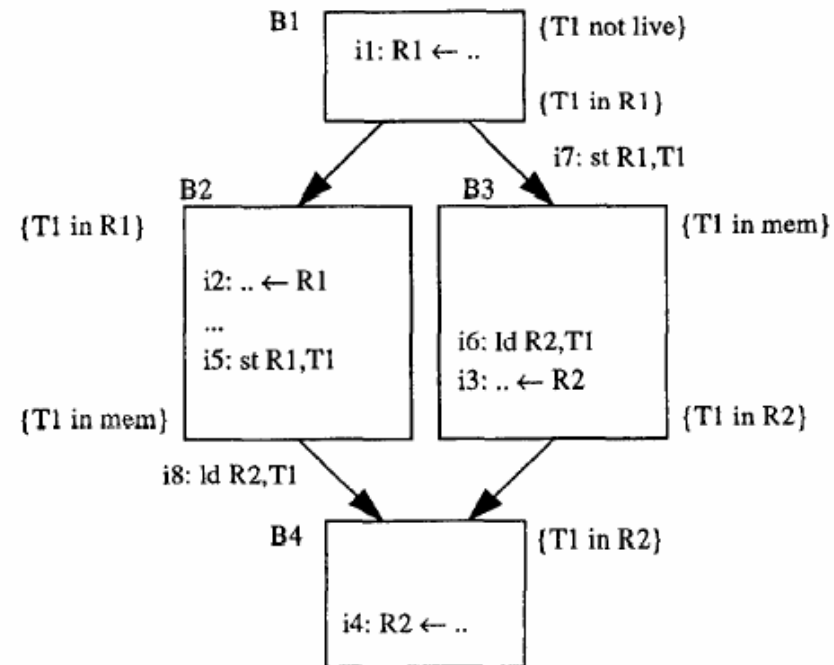 B1
{T1 not live}
i1: R1 ← ..
{T1 in R1}
i7: st R1,T1
B2
B3
{T1 in R1}
{T1 in mem}
i2: .. ← R1
...
i5: st R1,T1
i6: ld R2,T1
i3: .. ← R2
{T1 in mem}
{T1 in R2}
i8: ld R2,T1
B4
{T1 in R2}
i4: R2 ← ..